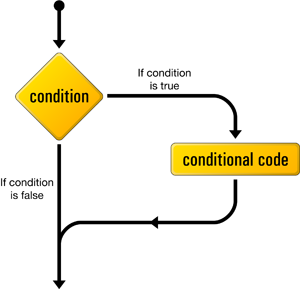 If condition
is true
condition
conditional code
If condition
is false